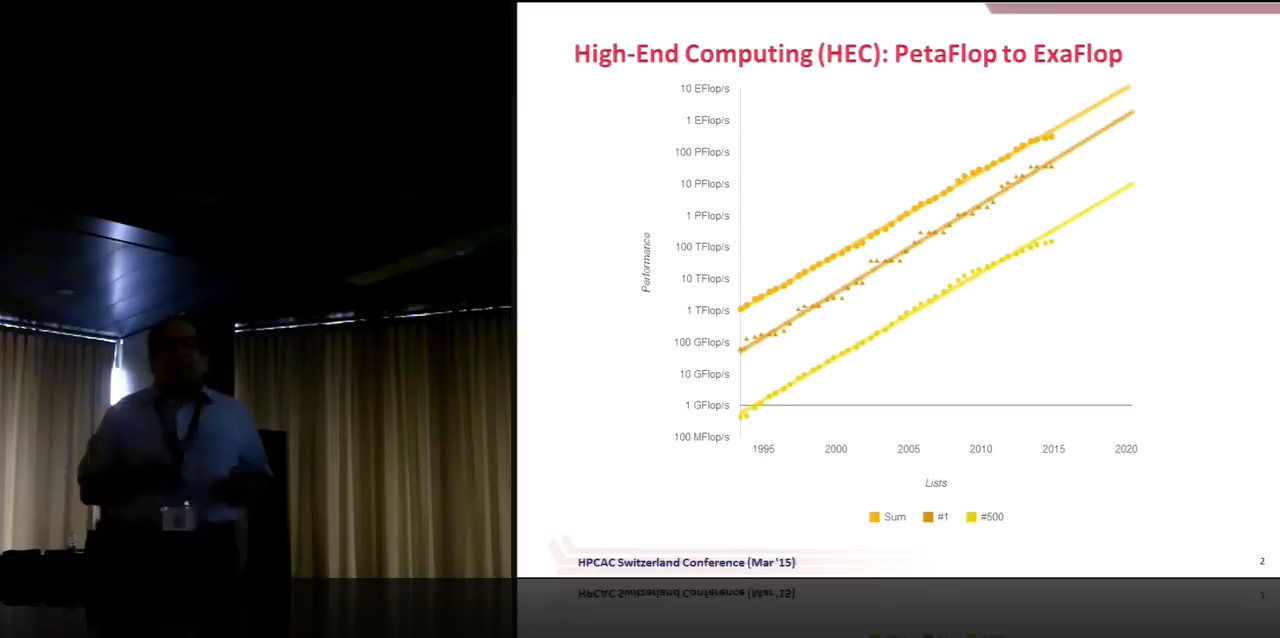 High-End Computing (HEC): PetaFlop to ExaFlop
10 EFlop/s
1 EFlop/s
100 PFlop/s
10 PFlop/s
1 PFlop/s
100 TFlop/s
10 TFlop/s
1 TFlop/s
100 GFlop/s
10 GFlop/s
1 GFlop/s
100 MFlop/s
Performance
1995 2000 2005 2010 2015 2020
Lists
Sum #1 #500
HPCAC Switzerland Conference (Mar '15) 2